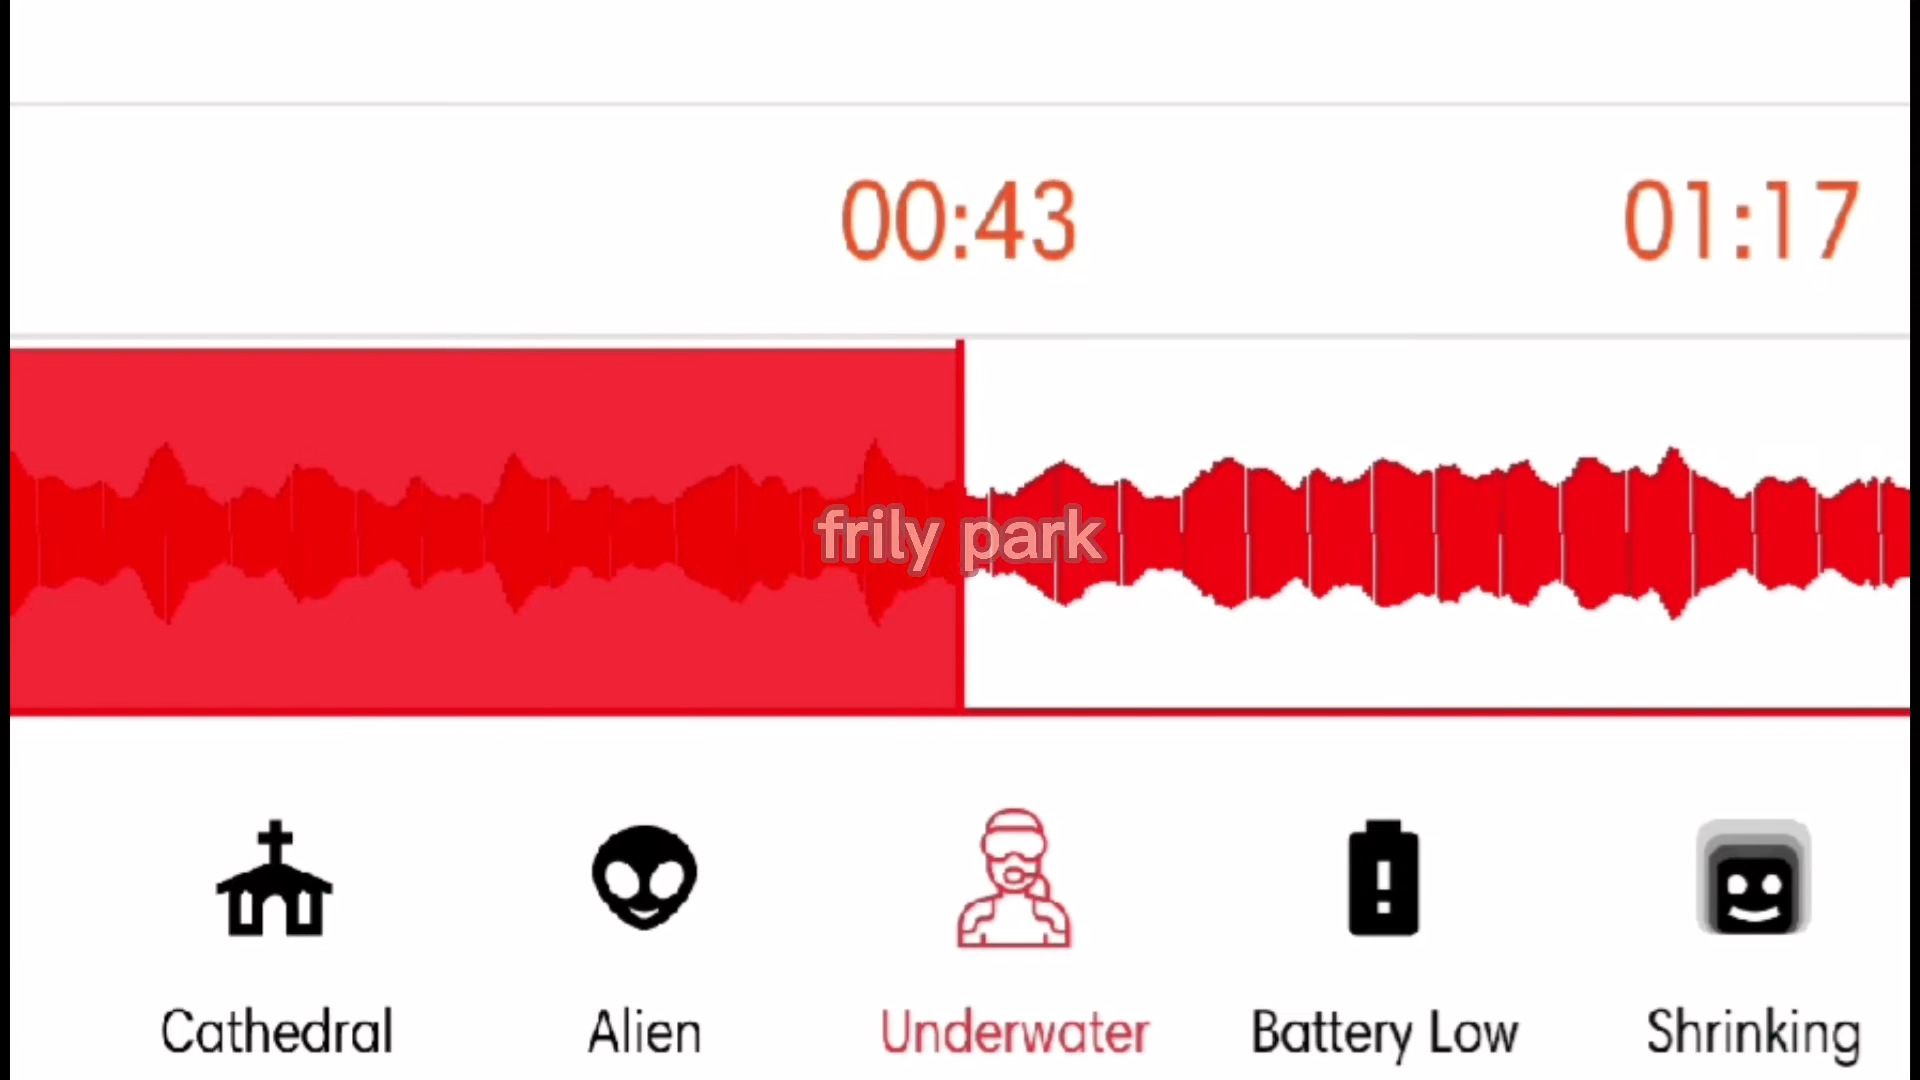 00:43 01:17
frily park
Cathedral Alien Underwater Battery Low Shrinking